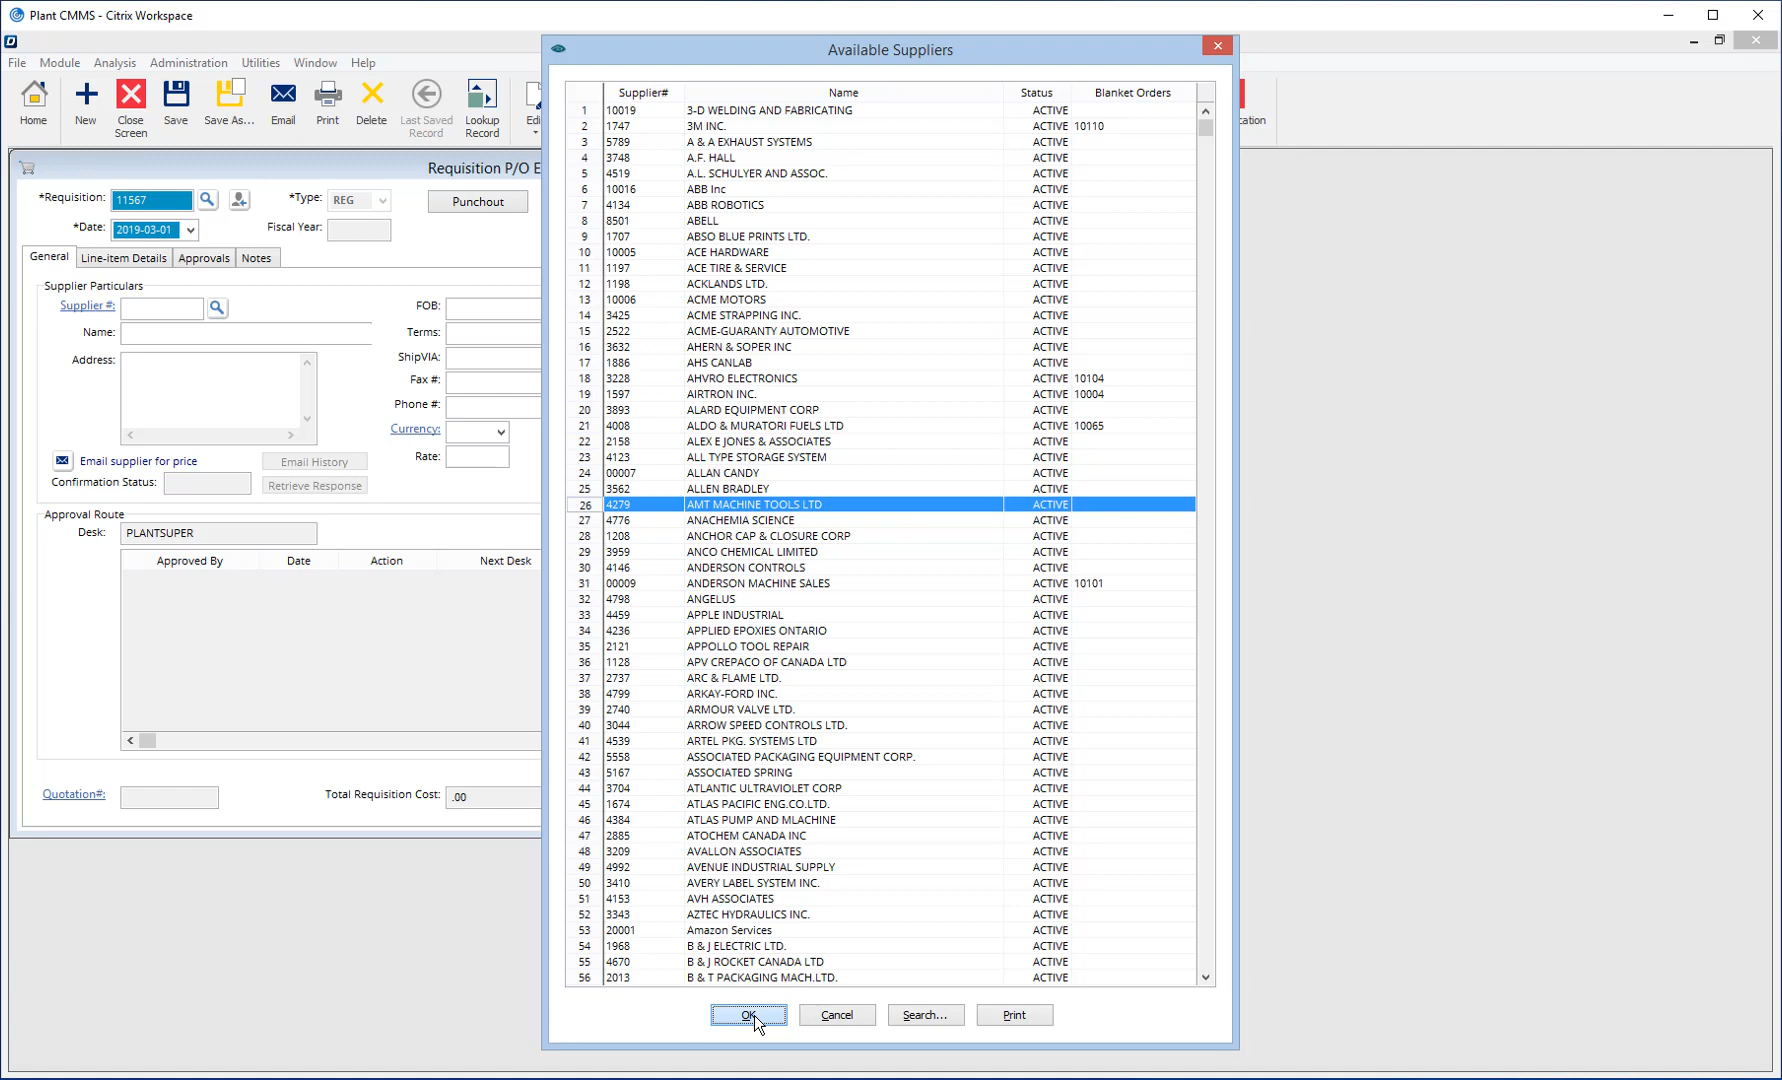 Plant CMMS - Citrix Workspace
File Module Analysis Administration Utilities Window Help
Home New Close Screen Save Save As... Email Print Delete Last Saved Record Lookup Record
Requisition P/O E
*Requisition: 11567 *Type: REG Punchout
*Date: 2019-03-01 Fiscal Year:
General Line-item Details Approvals Notes
Supplier Particulars
Supplier #: FOB:
Name: Terms:
Address: ShipVIA:
Fax #:
Phone #:
Currency:
Rate:
Email supplier for price Email History
Confirmation Status: Retrieve Response
Approval Route
Desk: PLANTSUPER
Approved By Date Action Next Desk
Quotation#: Total Requisition Cost: .00
Available Suppliers
Supplier# Name Status Blanket Orders
1 10019 3-D WELDING AND FABRICATING ACTIVE
2 1747 3M INC. ACTIVE 10110
3 5789 A & A EXHAUST SYSTEMS ACTIVE
4 3748 A.F. HALL ACTIVE
5 4519 A.L. SCHULYER AND ASSOC. ACTIVE
6 10016 ABB Inc ACTIVE
7 4134 ABB ROBOTICS ACTIVE
8 8501 ABELL ACTIVE
9 1707 ABSO BLUE PRINTS LTD. ACTIVE
10 10005 ACE HARDWARE ACTIVE
11 1197 ACE TIRE & SERVICE ACTIVE
12 1198 ACKLANDS LTD. ACTIVE
13 10006 ACME MOTORS ACTIVE
14 3425 ACME STRAPPING INC. ACTIVE
15 2522 ACME-GUARANTY AUTOMOTIVE ACTIVE
16 3632 AHERN & SOPER INC ACTIVE
17 1886 AHS CANLAB ACTIVE
18 3228 AHVRO ELECTRONICS ACTIVE 10104
19 1597 AIRTRON INC. ACTIVE 10004
20 3893 ALARD EQUIPMENT CORP ACTIVE
21 4008 ALDO & MURATORI FUELS LTD ACTIVE 10065
22 2158 ALEX E JONES & ASSOCIATES ACTIVE
23 4123 ALL TYPE STORAGE SYSTEM ACTIVE
24 00007 ALLAN CANDY ACTIVE
25 3562 ALLEN BRADLEY ACTIVE
26 4279 AMT MACHINE TOOLS LTD ACTIVE
27 4776 ANACHEMIA SCIENCE ACTIVE
28 1208 ANCHOR CAP & CLOSURE CORP ACTIVE
29 3959 ANCO CHEMICAL LIMITED ACTIVE
30 4146 ANDERSON CONTROLS ACTIVE
31 00009 ANDERSON MACHINE SALES ACTIVE 10101
32 4798 ANGELUS ACTIVE
33 4459 APPLE INDUSTRIAL ACTIVE
34 4236 APPLIED EPOXIES ONTARIO ACTIVE
35 2121 APPOLLO TOOL REPAIR ACTIVE
36 1128 APV CREPACO OF CANADA LTD ACTIVE
37 2737 ARC & FLAME LTD. ACTIVE
38 4799 ARKAY-FORD INC. ACTIVE
39 2740 ARMOUR VALVE LTD. ACTIVE
40 3044 ARROW SPEED CONTROLS LTD. ACTIVE
41 4539 ARTEL PKG. SYSTEMS LTD ACTIVE
42 5558 ASSOCIATED PACKAGING EQUIPMENT CORP. ACTIVE
43 5167 ASSOCIATED SPRING ACTIVE
44 3704 ATLANTIC ULTRAVIOLET CORP ACTIVE
45 1674 ATLAS PACIFIC ENG.CO.LTD. ACTIVE
46 4384 ATLAS PUMP AND MLACHINE ACTIVE
47 2885 ATOCHEM CANADA INC ACTIVE
48 3209 AVALLON ASSOCIATES ACTIVE
49 4992 AVENUE INDUSTRIAL SUPPLY ACTIVE
50 3410 AVERY LABEL SYSTEM INC. ACTIVE
51 4153 AVH ASSOCIATES ACTIVE
52 3343 AZTEC HYDRAULICS INC. ACTIVE
53 20001 Amazon Services ACTIVE
54 1968 B & J ELECTRIC LTD. ACTIVE
55 4670 B & J ROCKET CANADA LTD ACTIVE
56 2013 B & T PACKAGING MACH.LTD. ACTIVE
OK Cancel Search... Print